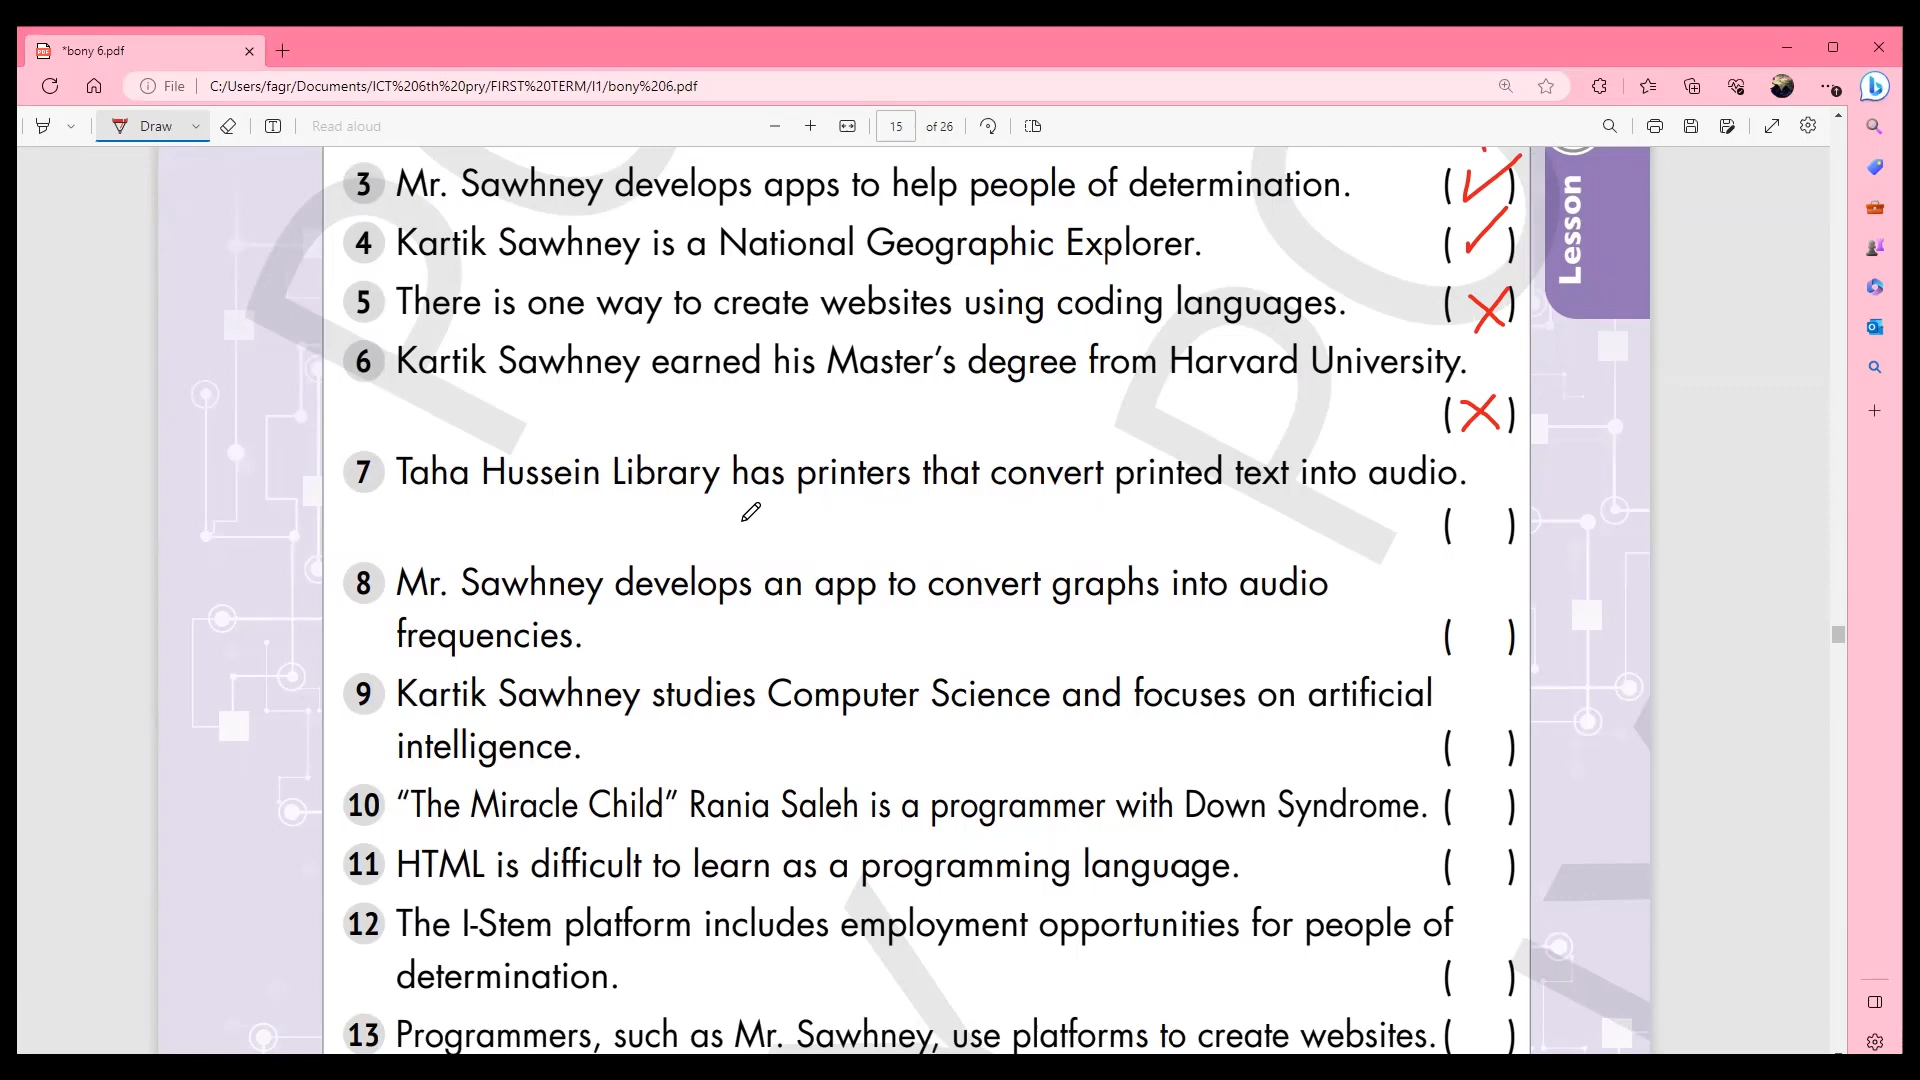 *bony 6.pdf
File C:/Users/fagr/Documents/ICT%206th%20pry/FIRST%20TERM/I1/bony%206.pdf
Draw Read aloud 15 of 26
3 Mr. Sawhney develops apps to help people of determination. ( ✓ )
4 Kartik Sawhney is a National Geographic Explorer. ( ✓ )
5 There is one way to create websites using coding languages. ( X )
6 Kartik Sawhney earned his Master's degree from Harvard University.
( X )
7 Taha Hussein Library has printers that convert printed text into audio.
( )
8 Mr. Sawhney develops an app to convert graphs into audio
frequencies. ( )
9 Kartik Sawhney studies Computer Science and focuses on artificial
intelligence. ( )
10 “The Miracle Child” Rania Saleh is a programmer with Down Syndrome. ( )
11 HTML is difficult to learn as a programming language. ( )
12 The I-Stem platform includes employment opportunities for people of
determination. ( )
13 Programmers, such as Mr. Sawhney, use platforms to create websites. ( )
Lesson